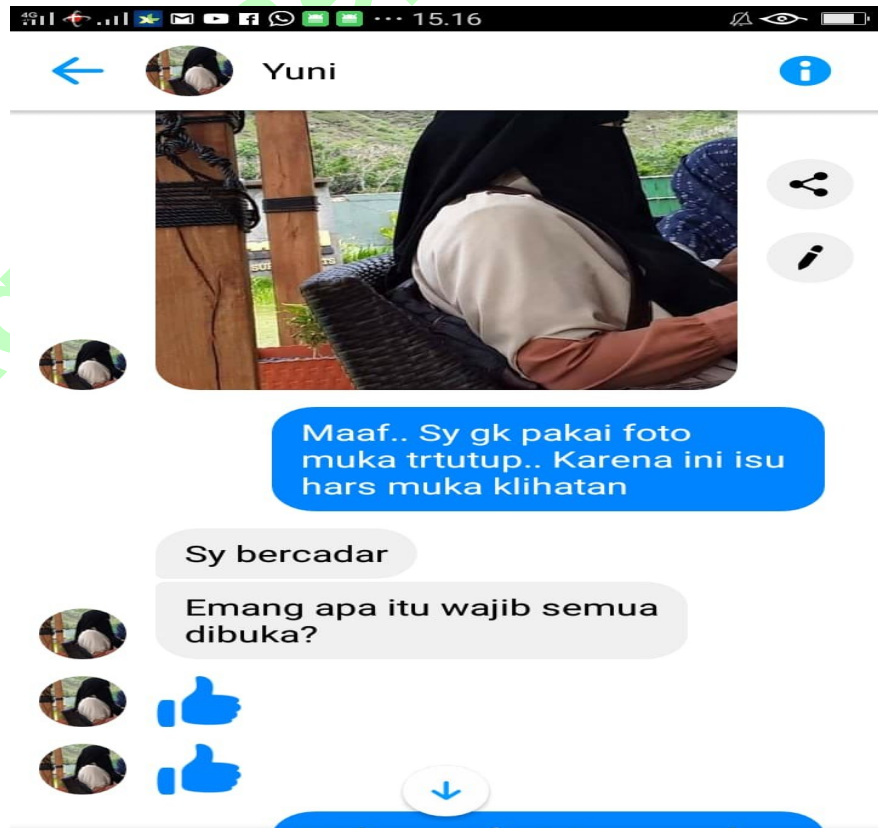 4G
15.16
Yuni
Maaf.. Sy gk pakai foto
muka trtutup.. Karena ini isu
hars muka klihatan
Sy bercadar
Emang apa itu wajib semua
dibuka?